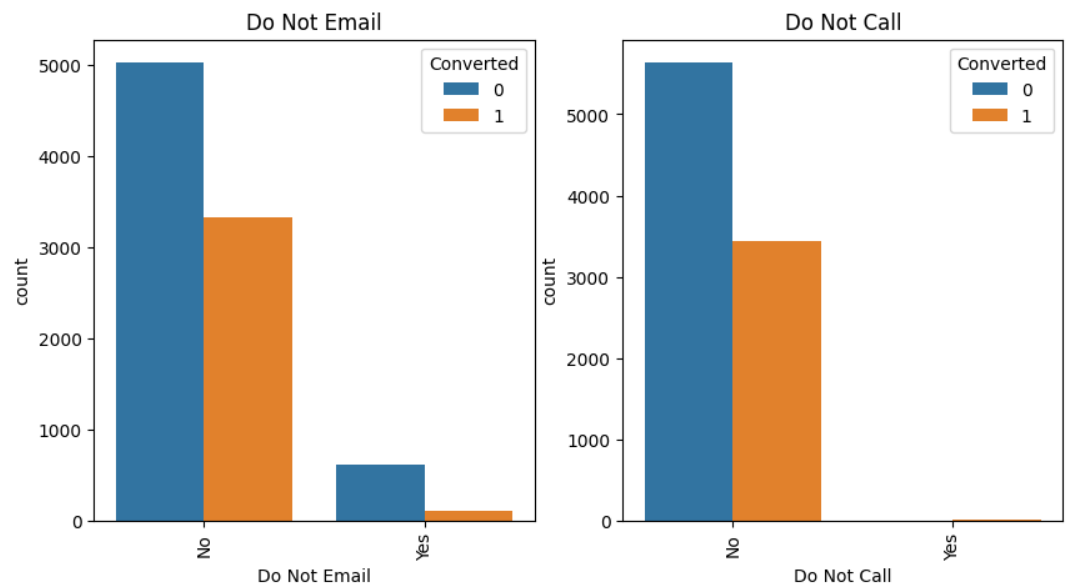 Do Not Email
Converted
0
1
5000
4000
3000
2000
1000
0
count
No
Yes
Do Not Email
Do Not Call
Converted
0
1
5000
4000
3000
2000
1000
0
count
No
Yes
Do Not Call